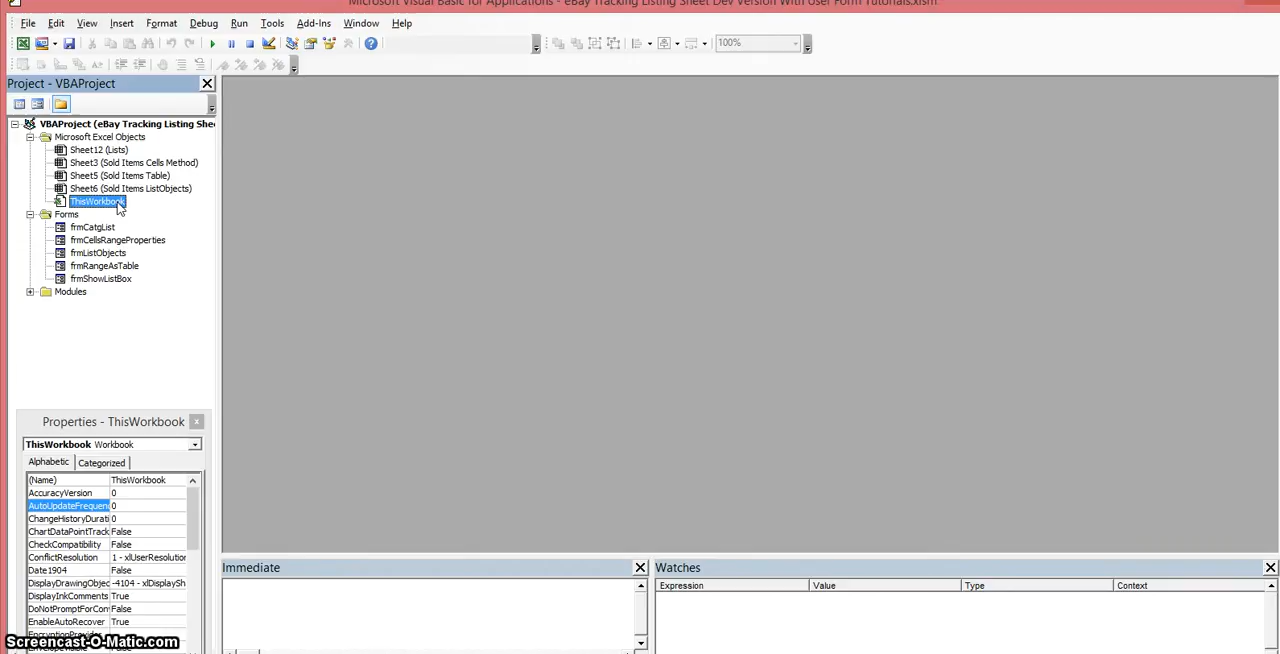 Microsoft Visual Basic for Applications - eBay Tracking Listing Sheet Dev Version With User Form Tutorials.xlsm
File Edit View Insert Format Debug Run Tools Add-Ins Window Help
100%
Project - VBAProject
VBAProject (eBay Tracking Listing Shee
Microsoft Excel Objects
Sheet12 (Lists)
Sheet3 (Sold Items Cells Method)
Sheet5 (Sold Items Table)
Sheet6 (Sold Items ListObjects)
ThisWorkbook
Forms
frmCatgList
frmCellsRangeProperties
frmListObjects
frmRangeAsTable
frmShowListBox
Modules
Properties - ThisWorkbook
ThisWorkbook Workbook
Alphabetic Categorized
(Name) ThisWorkbook
AccuracyVersion 0
AutoUpdateFrequen 0
ChangeHistoryDurati 0
ChartDataPointTrack False
CheckCompatibility False
ConflictResolution 1 - xlUserResolution
Date1904 False
DisplayDrawingObjec -4104 - xlDisplaySh
DisplayInkComments True
DoNotPromptForCon False
EnableAutoRecover True
Immediate
Watches
Expression Value Type Context
Screencast-O-Matic.com